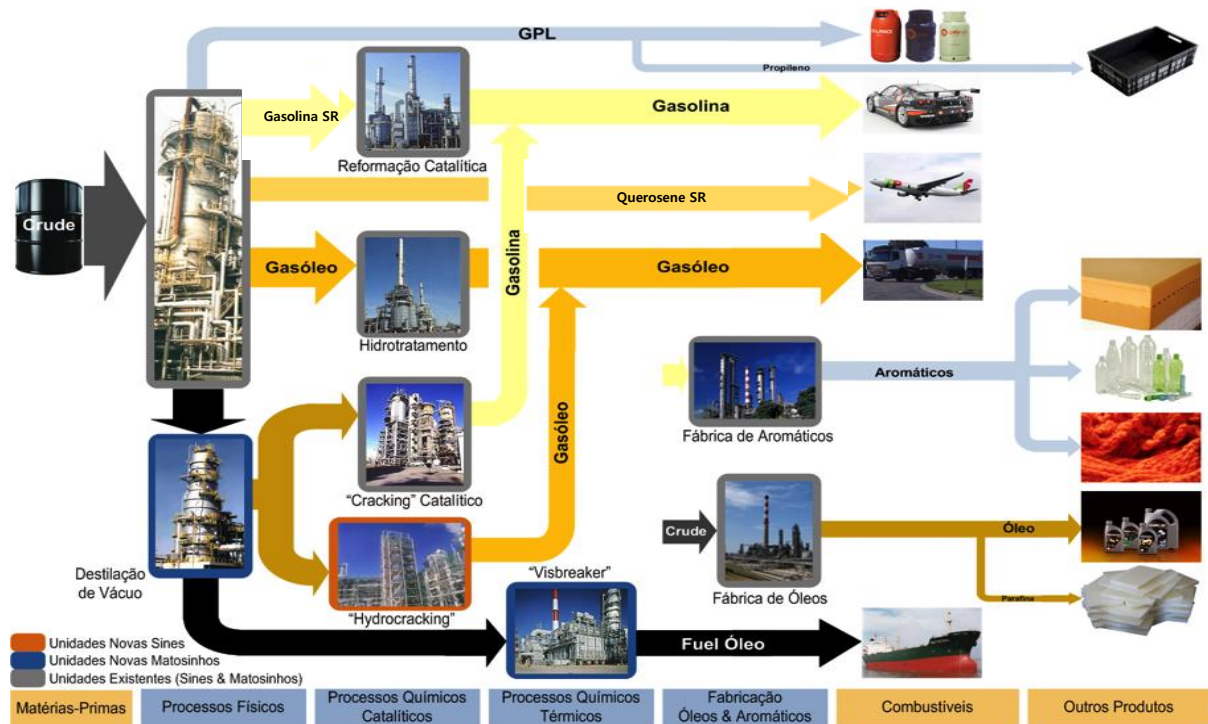 GPL
Propileno
Gasolina SR
Gasolina
Reformação Catalítica
Crude
Querosene SR
Gasóleo
Gasolina
Gasóleo
Hidrotratamento
Aromáticos
Fábrica de Aromáticos
"Cracking" Catalítico
Gasóleo
Crude
Óleo
Destilação
de Vácuo
"Visbreaker"
Fábrica de Óleos
Parafina
"Hydrocracking"
Fuel Óleo
Unidades Novas Sines
Unidades Novas Matosinhos
Unidades Existentes (Sines & Matosinhos)
Matérias-Primas
Processos Físicos
Processos Químicos
Catalíticos
Processos Químicos
Térmicos
Fabricação
Óleos & Aromáticos
Combustíveis
Outros Produtos